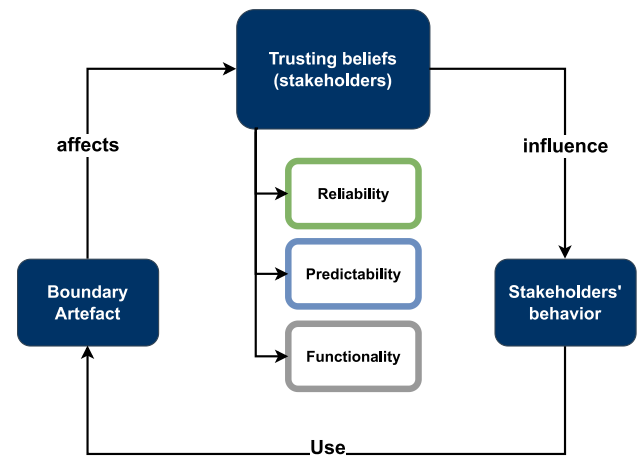 Trusting beliefs
(stakeholders)
affects
influence
Reliability
Predictability
Functionality
Boundary
Artefact
Stakeholders'
behavior
Use